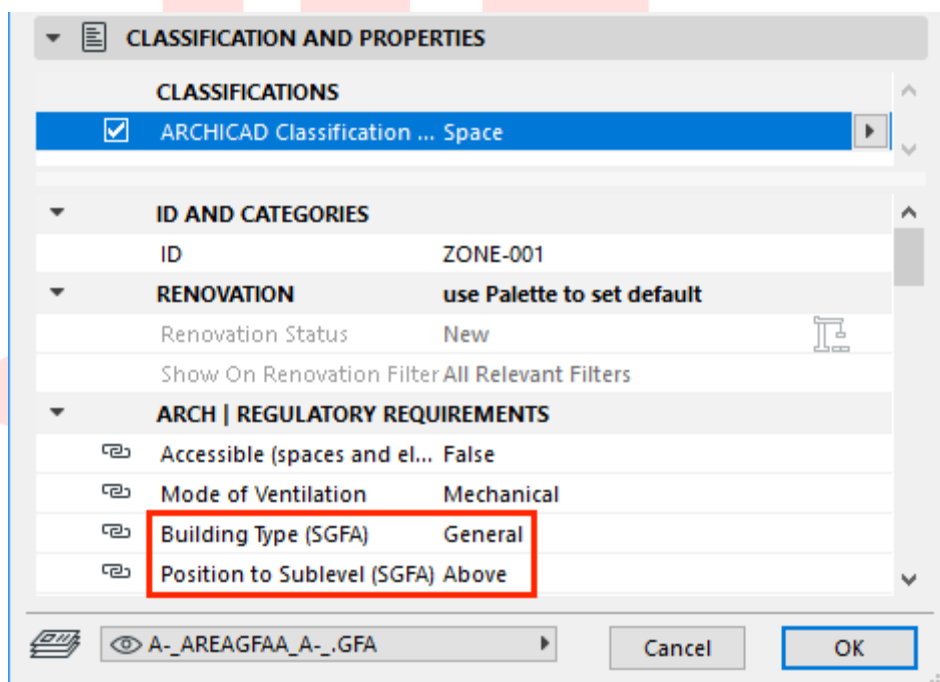 CLASSIFICATION AND PROPERTIES
CLASSIFICATIONS
ARCHICAD Classification ... Space
ID AND CATEGORIES
ID ZONE-001
RENOVATION use Palette to set default
Renovation Status New
Show On Renovation Filter All Relevant Filters
ARCH | REGULATORY REQUIREMENTS
Accessible (spaces and el... False
Mode of Ventilation Mechanical
Building Type (SGFA) General
Position to Sublevel (SGFA) Above
A-_AREAGFAA_A-_.GFA Cancel OK